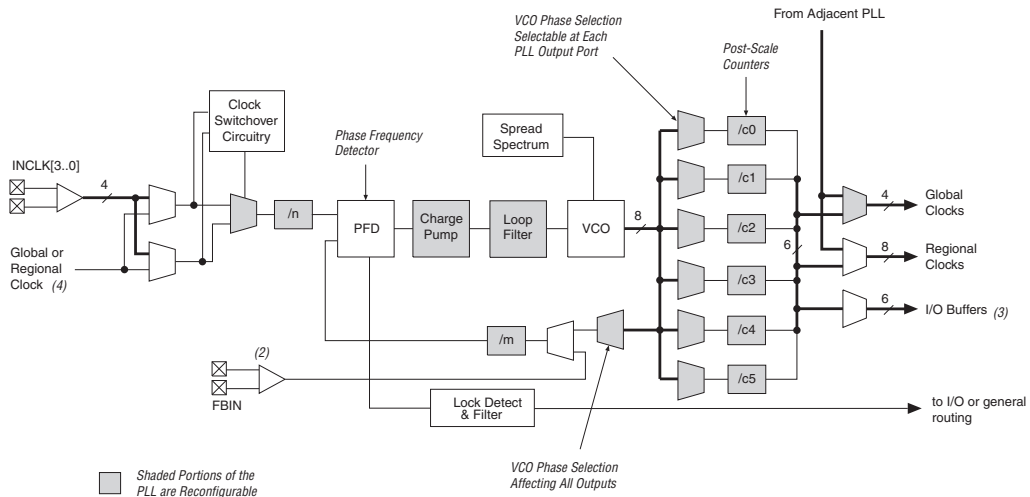 From Adjacent PLL
VCO Phase Selection
Selectable at Each
PLL Output Port
Post-Scale
Counters
Clock
Switchover
Circuitry
Phase Frequency
Detector
Spread
Spectrum
INCLK[3..0]
4
/n
PFD
Charge
Pump
Loop
Filter
VCO
8
/c0
/c1
/c2
/c3
/c4
/c5
6
4
Global
Clocks
8
Regional
Clocks
6
I/O Buffers (3)
Global or
Regional
Clock (4)
/m
(2)
FBIN
Lock Detect
& Filter
to I/O or general
routing
VCO Phase Selection
Affecting All Outputs
Shaded Portions of the
PLL are Reconfigurable